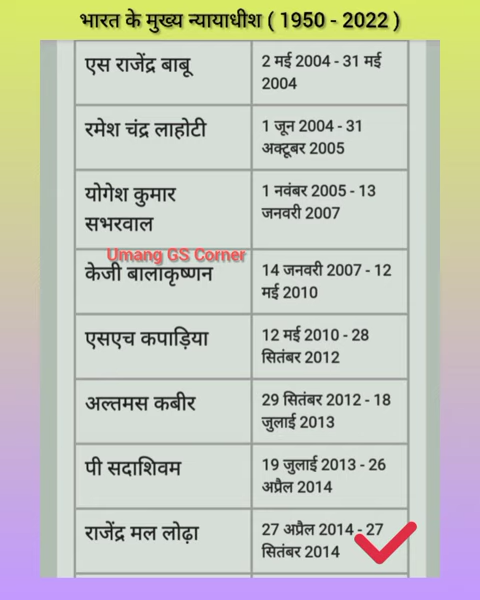 भारत के मुख्य न्यायाधीश ( 1950 - 2022 )
एस राजेंद्र बाबू
2 मई 2004 - 31 मई
2004
रमेश चंद्र लाहोटी
1 जून 2004 - 31
अक्टूबर 2005
योगेश कुमार
सभरवाल
1 नवंबर 2005 - 13
जनवरी 2007
Umang GS Corner
केजी बालाकृष्णन
14 जनवरी 2007 - 12
मई 2010
एसएच कपाड़िया
12 मई 2010 - 28
सितंबर 2012
अल्तमस कबीर
29 सितंबर 2012 - 18
जुलाई 2013
पी सदाशिवम
19 जुलाई 2013 - 26
अप्रैल 2014
राजेंद्र मल लोढ़ा
27 अप्रैल 2014 - 27
सितंबर 2014